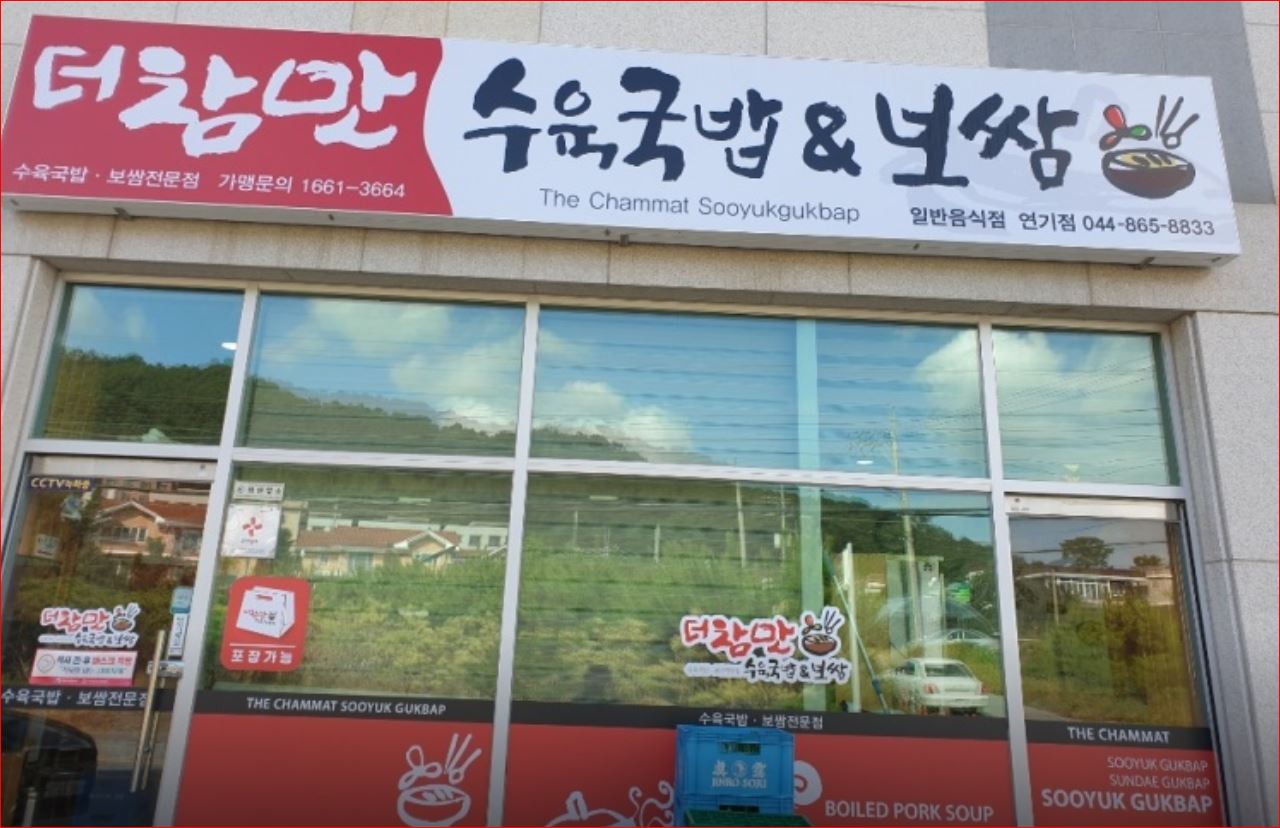 더참맛
수육국밥&보쌈
수육국밥 · 보쌈전문점 가맹문의 1661-3664
The Chammat Sooyukgukbap
일반음식점 연기점 044-865-8833
CCTV녹화중
더참맛
수육국밥&보쌈
수육국밥 · 보쌈전문점
포장가능
THE CHAMMAT SOOYUK GUKBAP
더참맛
수육국밥&보쌈
수육국밥 · 보쌈전문점
BOILED PORK SOUP
THE CHAMMAT
SOOYUK GUKBAP
SUNDAE GUKBAP
SOOYUK GUKBAP